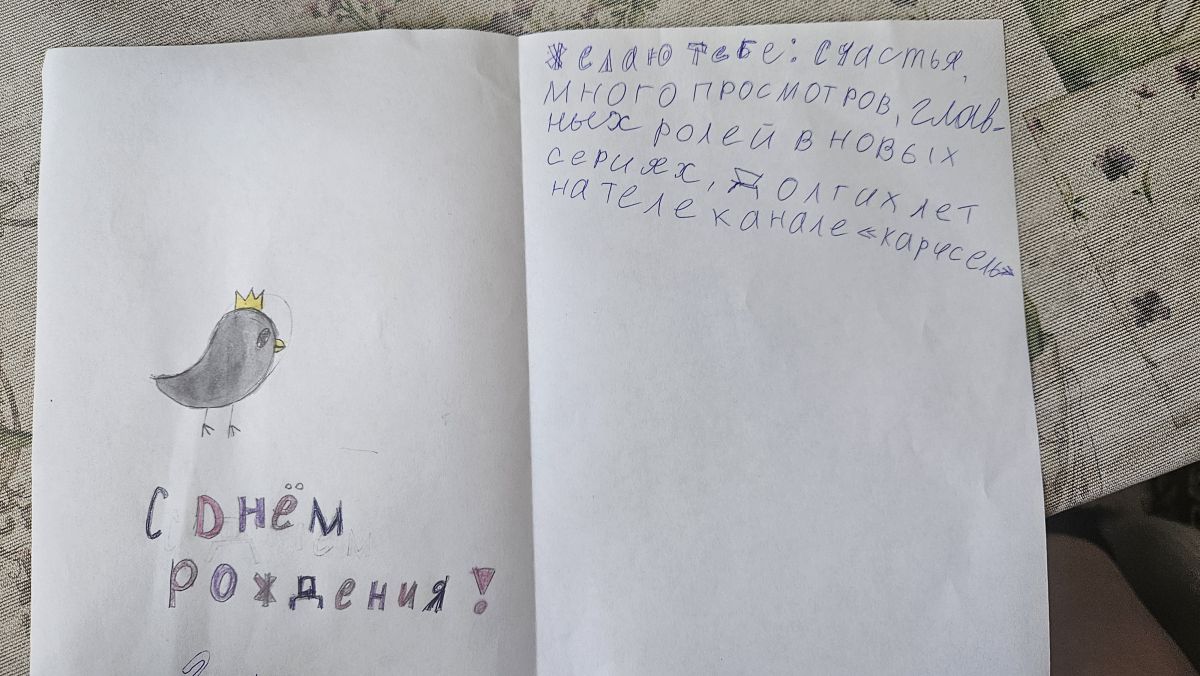 С Днём
рождения!
Желаю тебе: счастья,
много просмотров, глав-
ных ролей в новых
сериях, Долгих лет
на телеканале «карусель»